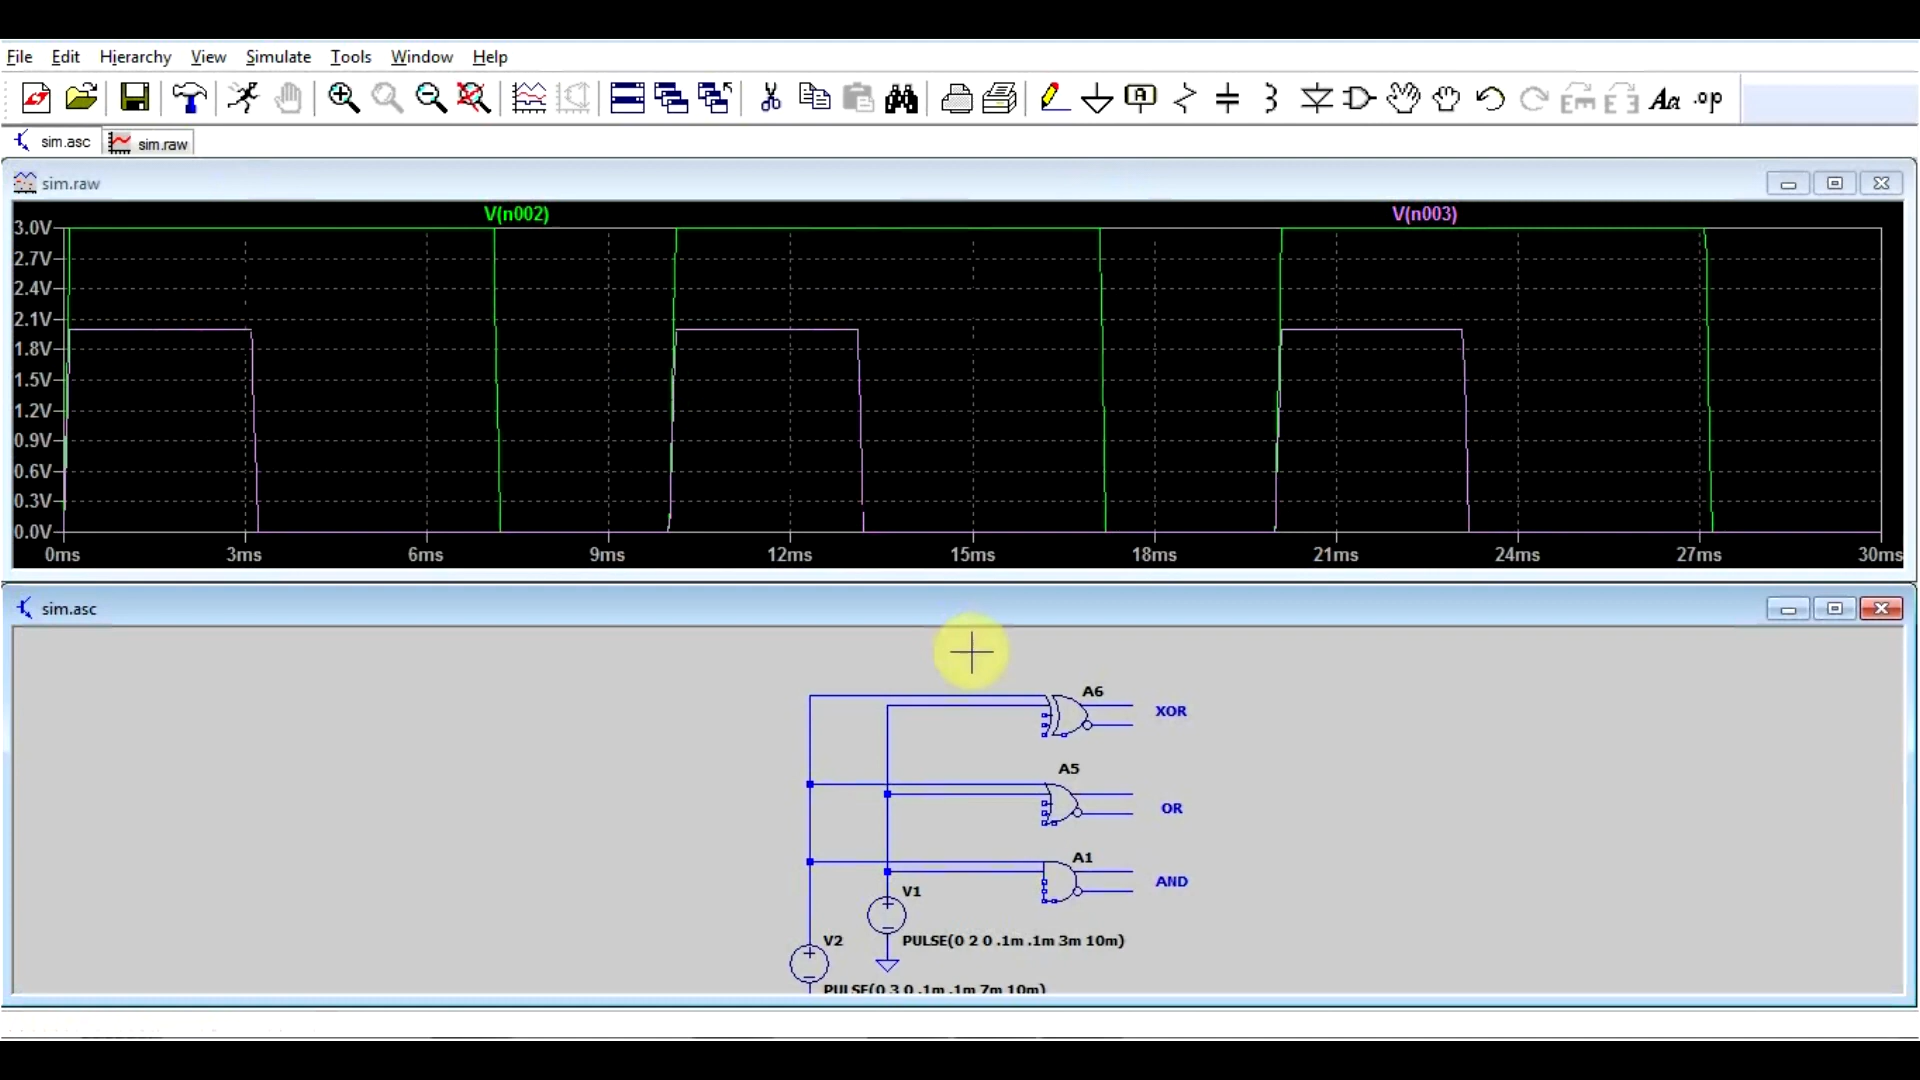 File Edit Hierarchy View Simulate Tools Window Help
A Aa .op
sim.asc sim.raw
sim.raw
V(n002) V(n003)
3.0V
2.7V
2.4V
2.1V
1.8V
1.5V
1.2V
0.9V
0.6V
0.3V
0.0V
0ms 3ms 6ms 9ms 12ms 15ms 18ms 21ms 24ms 27ms 30ms
sim.asc
A6
XOR
A5
OR
A1
AND
V1
V2
PULSE(0 2 0 .1m .1m 3m 10m)
PULSE(0 3 0 .1m .1m 7m 10m)